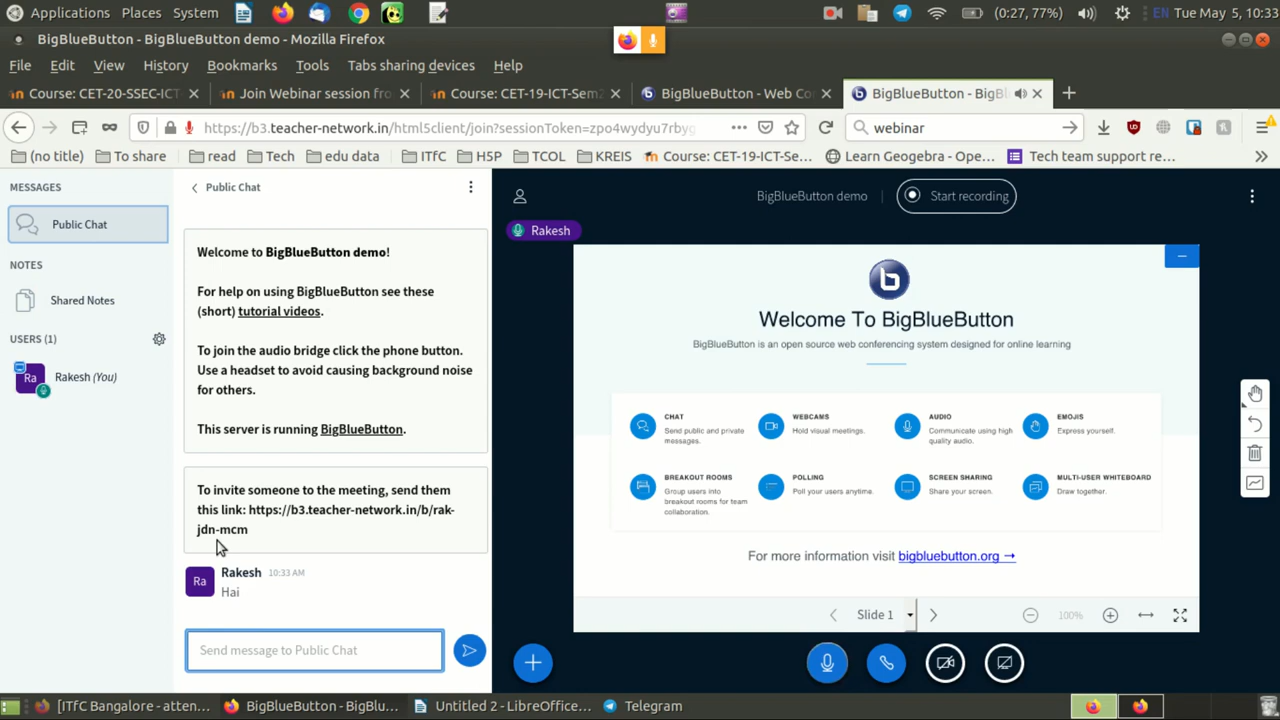 Applications Places System EN Tue May 5, 10:33
(0:27, 77%)
BigBlueButton - BigBlueButton demo - Mozilla Firefox
File Edit View History Bookmarks Tools Tabs sharing devices Help
Course: CET-20-SSEC-ICT
Join Webinar session fro
Course: CET-19-ICT-Sem2
BigBlueButton - Web Con
BigBlueButton - BigBl
https://b3.teacher-network.in/html5client/join?sessionToken=zpo4wydyu7rbyg
webinar
(no title) To share read Tech edu data ITfC H5P TCOL KREIS Course: CET-19-ICT-Se... Learn Geogebra - Ope... Tech team support re...
MESSAGES
Public Chat
NOTES
Shared Notes
USERS (1)
Ra
Rakesh (You)
Public Chat
Welcome to BigBlueButton demo!
For help on using BigBlueButton see these
(short) tutorial videos.
To join the audio bridge click the phone button.
Use a headset to avoid causing background noise
for others.
This server is running BigBlueButton.
To invite someone to the meeting, send them
this link: https://b3.teacher-network.in/b/rak-
jdn-mcm
Ra
Rakesh 10:33 AM
Hai
Send message to Public Chat
BigBlueButton demo
Start recording
Rakesh
b
Welcome To BigBlueButton
BigBlueButton is an open source web conferencing system designed for online learning
CHAT
Send public and private
messages.
WEBCAMS
Hold visual meetings.
AUDIO
Communicate using high
quality audio.
EMOJIS
Express yourself.
BREAKOUT ROOMS
Group users into
breakout rooms for team
collaboration.
POLLING
Poll your users anytime.
SCREEN SHARING
Share your screen.
MULTI-USER WHITEBOARD
Draw together.
For more information visit bigbluebutton.org →
Slide 1
100%
[ITfC Bangalore - atten...
BigBlueButton - BigBlu...
Untitled 2 - LibreOffice...
Telegram